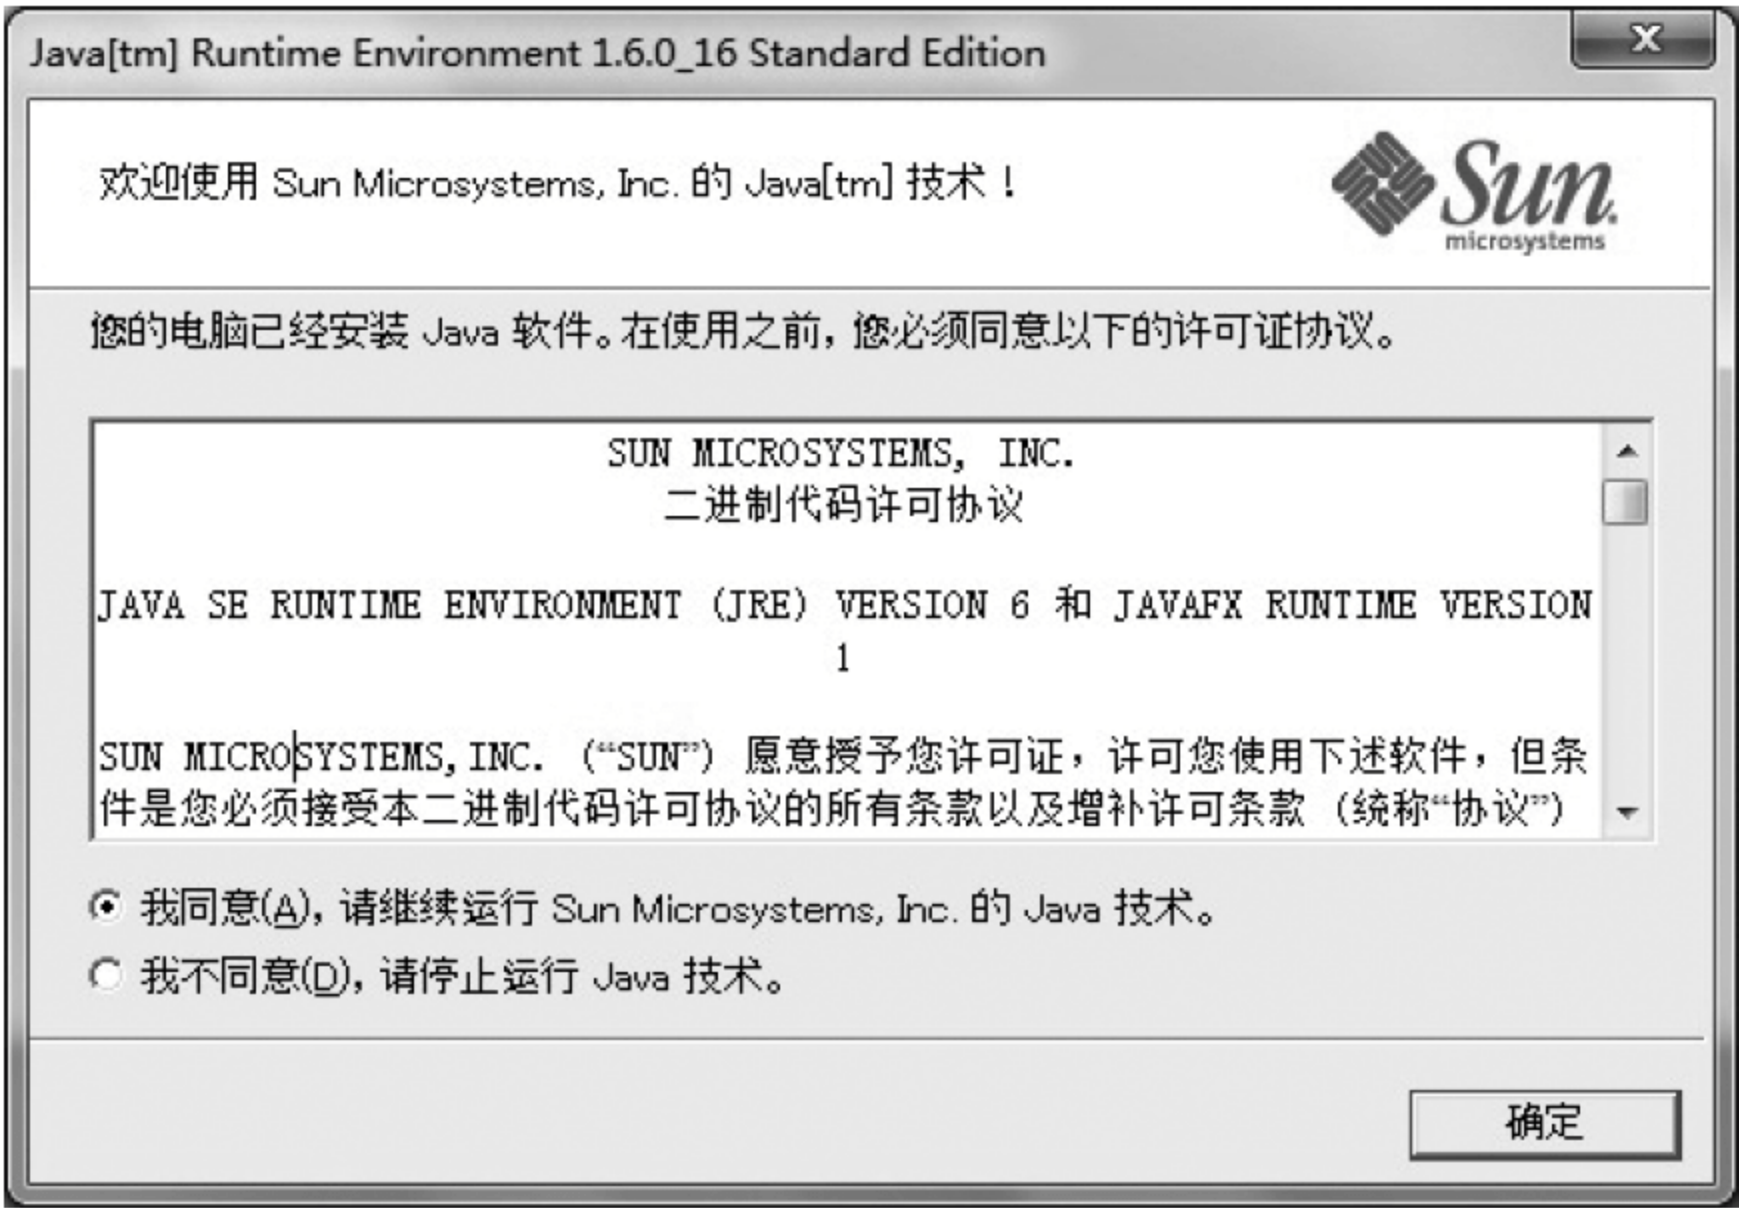 Java[tm] Runtime Environment 1.6.0_16 Standard Edition
欢迎使用 Sun Microsystems, Inc. 的 Java[tm] 技术！
Sun
microsystems
您的电脑已经安装 Java 软件。在使用之前，您必须同意以下的许可证协议。
SUN MICROSYSTEMS, INC.
二进制代码许可协议
JAVA SE RUNTIME ENVIRONMENT (JRE) VERSION 6 和 JAVAFX RUNTIME VERSION
1
SUN MICROSYSTEMS,INC. (“SUN”) 愿意授予您许可证，许可您使用下述软件，但条
件是您必须接受本二进制代码许可协议的所有条款以及增补许可条款 (统称“协议”)
我同意(A)，请继续运行 Sun Microsystems, Inc. 的 Java 技术。
我不同意(D)，请停止运行 Java 技术。
确定